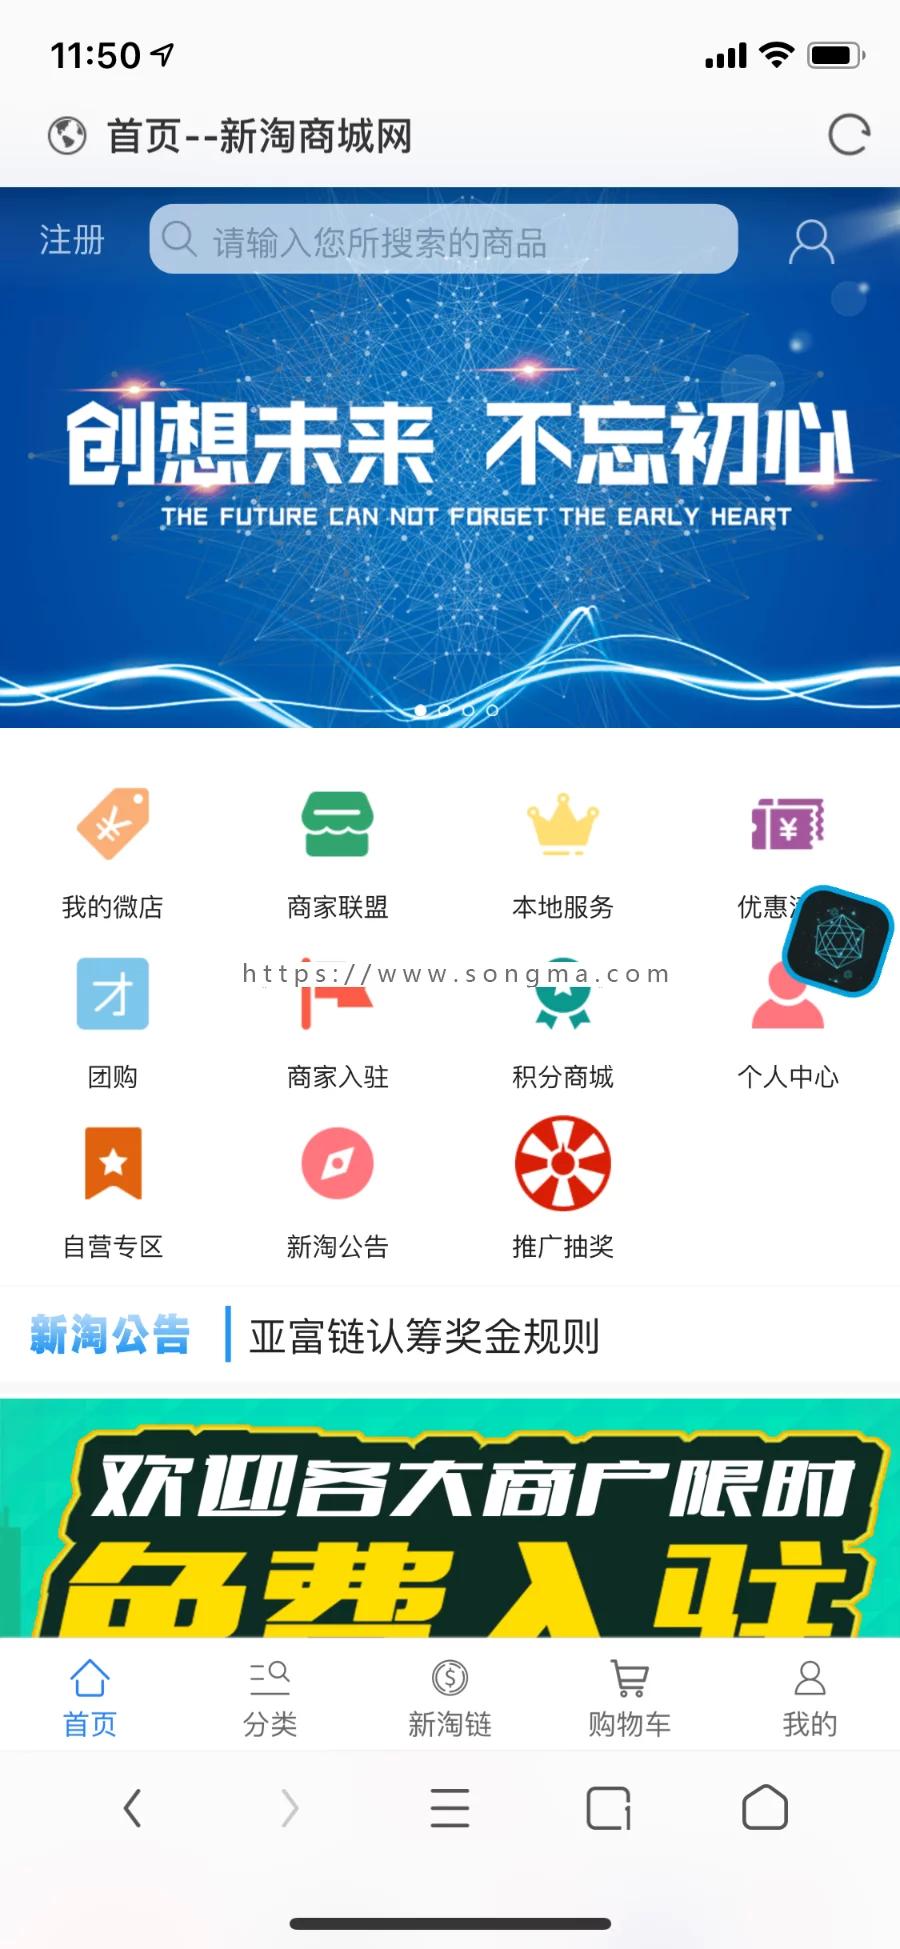 11:50
首页--新淘商城网
注册
请输入您所搜索的商品
创想未来 不忘初心
THE FUTURE CAN NOT FORGET THE EARLY HEART
我的微店
商家联盟
本地服务
优惠
https://www.songma.com
才
团购
商家入驻
积分商城
个人中心
自营专区
新淘公告
推广抽奖
新淘公告
亚富链认筹奖金规则
欢迎各大商户限时
免费入驻
首页
分类
新淘链
购物车
我的